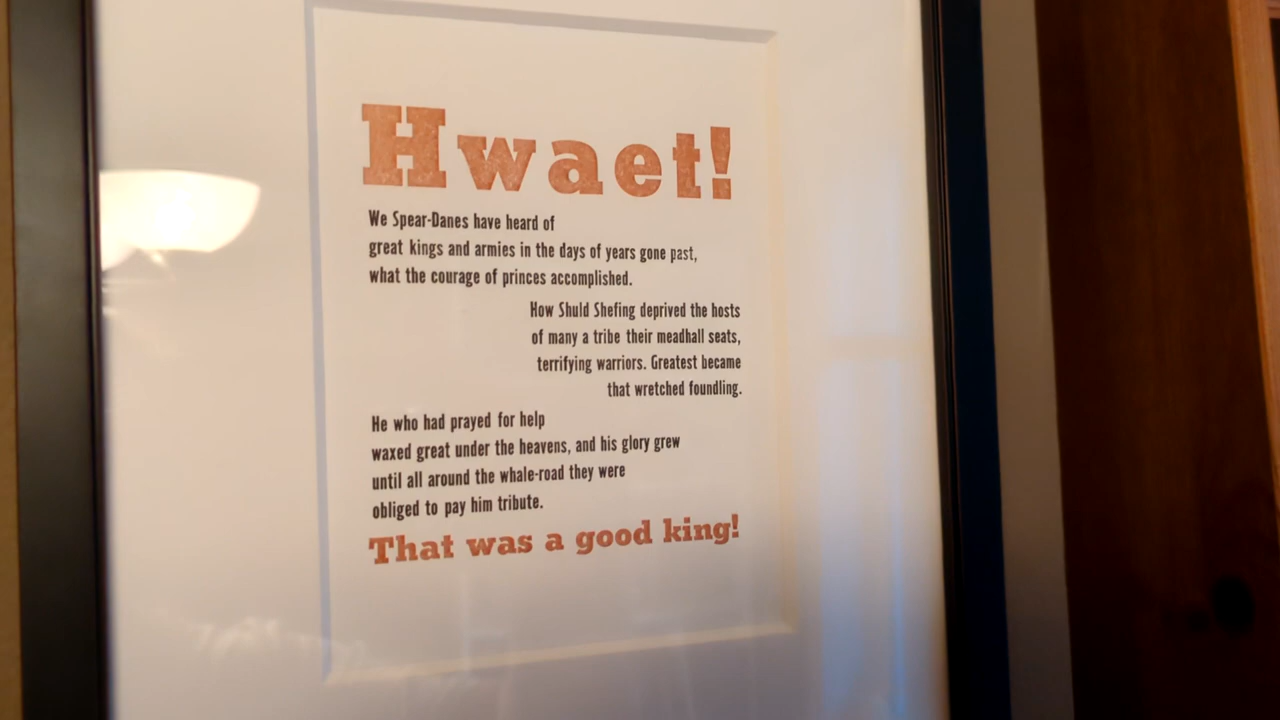 Hwaet!
We Spear-Danes have heard of
great kings and armies in the days of years gone past,
what the courage of princes accomplished.
How Shuld Shefing deprived the hosts
of many a tribe their meadhall seats,
terrifying warriors. Greatest became
that wretched foundling.
He who had prayed for help
waxed great under the heavens, and his glory grew
until all around the whale-road they were
obliged to pay him tribute.
That was a good king!